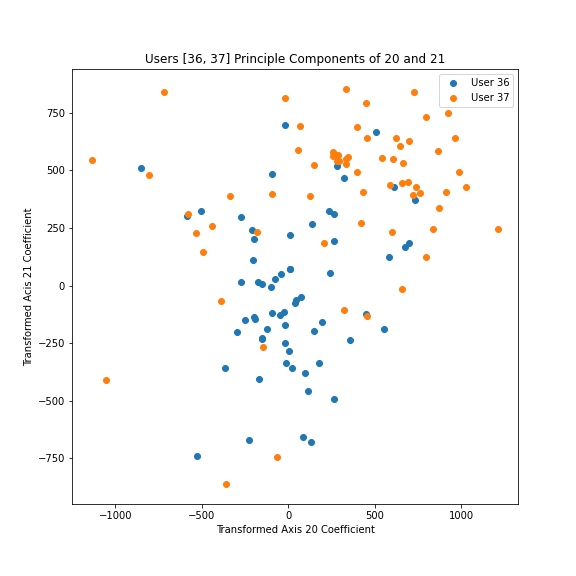 Users [36, 37] Principle Components of 20 and 21
User 36
User 37
750
500
250
0
−250
−500
−750
Transformed Acis 21 Coefficient
−1000
−500
0
500
1000
Transformed Axis 20 Coefficient